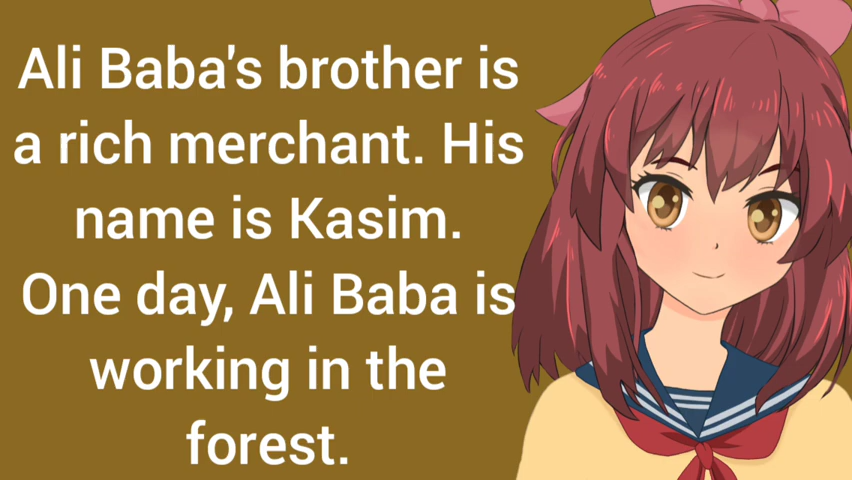 Ali Baba's brother is
a rich merchant. His
name is Kasim.
One day, Ali Baba is
working in the
forest.